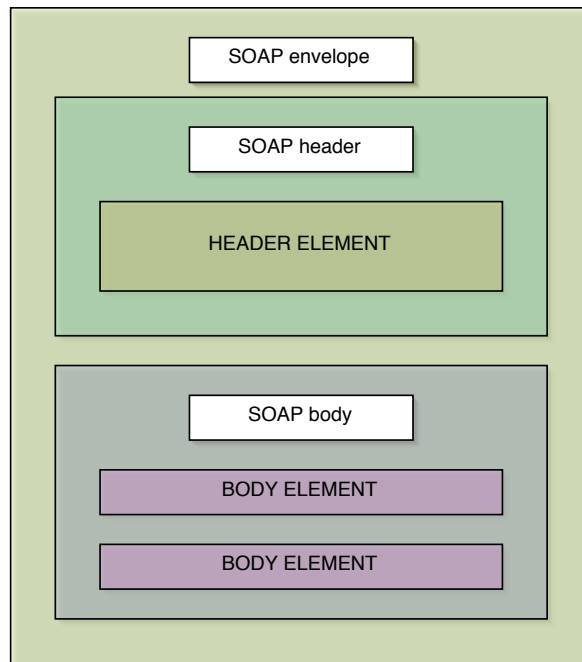 SOAP envelope
SOAP header
HEADER ELEMENT
SOAP body
BODY ELEMENT
BODY ELEMENT